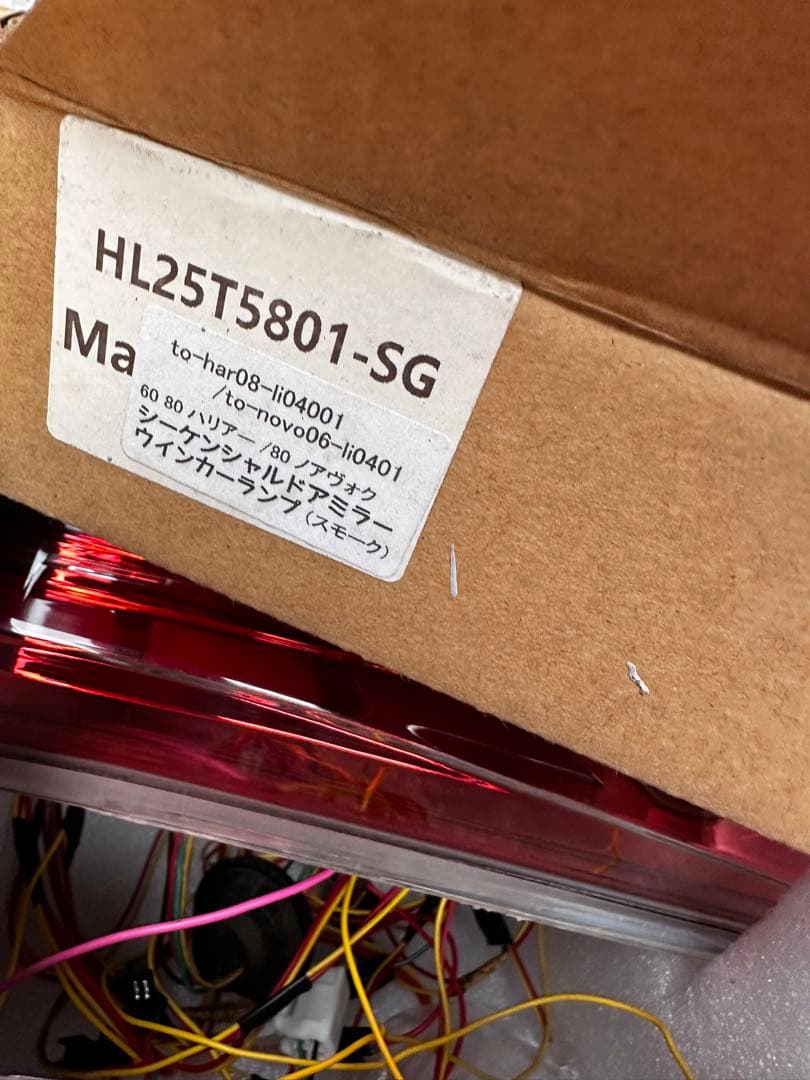 HL25T5801-SG
Ma
to-har08-li04001
/to-novo06-li0401
60 80 ハリアー /80 ノアヴォク
シーケンシャルドアミラー
ウインカーランプ (スモーク)